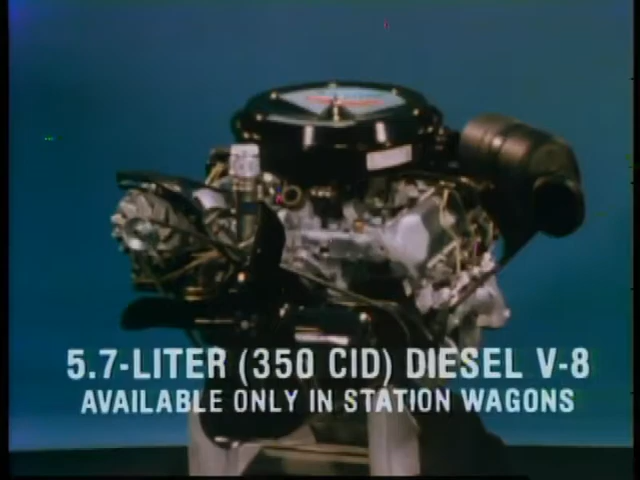 5.7-LITER (350 CID) DIESEL V-8
AVAILABLE ONLY IN STATION WAGONS